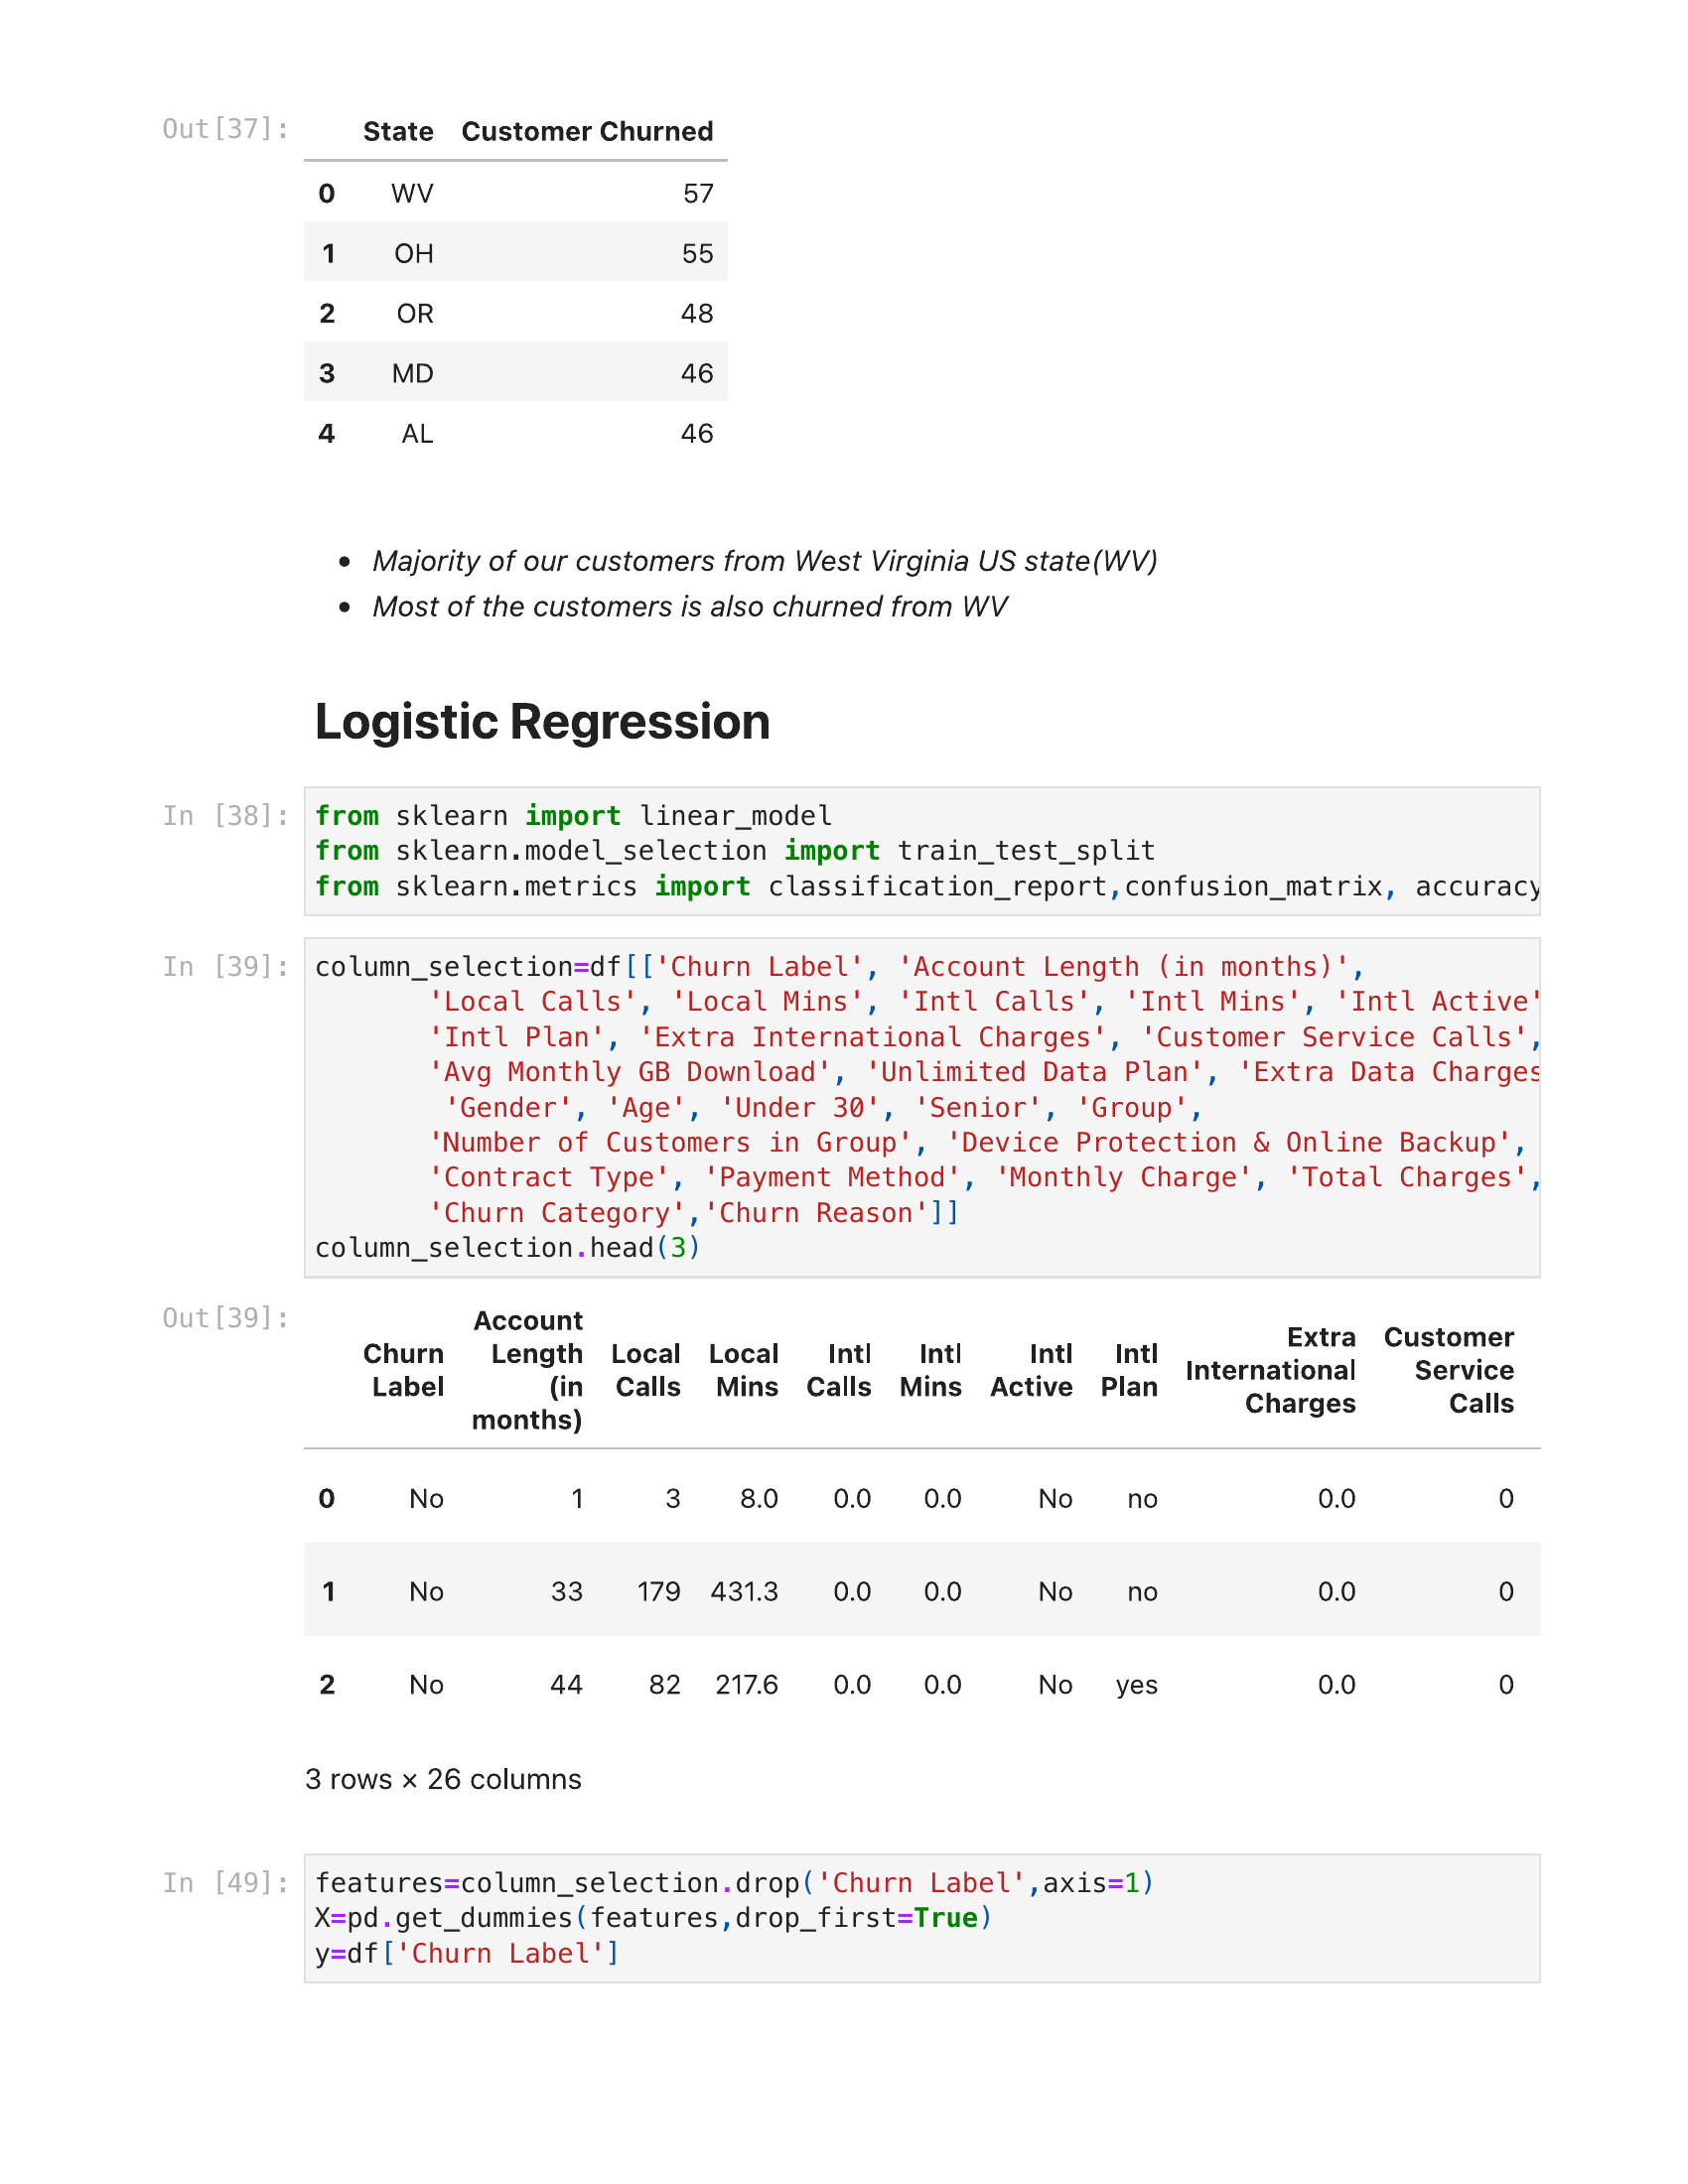 Out[37]:
State Customer Churned
0 WV 57
1 OH 55
2 OR 48
3 MD 46
4 AL 46
• Majority of our customers from West Virginia US state(WV)
• Most of the customers is also churned from WV
Logistic Regression
In [38]:
from sklearn import linear_model
from sklearn.model_selection import train_test_split
from sklearn.metrics import classification_report,confusion_matrix, accuracy
In [39]:
column_selection=df[['Churn Label', 'Account Length (in months)',
'Local Calls', 'Local Mins', 'Intl Calls', 'Intl Mins', 'Intl Active'
'Intl Plan', 'Extra International Charges', 'Customer Service Calls',
'Avg Monthly GB Download', 'Unlimited Data Plan', 'Extra Data Charges
'Gender', 'Age', 'Under 30', 'Senior', 'Group',
'Number of Customers in Group', 'Device Protection & Online Backup',
'Contract Type', 'Payment Method', 'Monthly Charge', 'Total Charges',
'Churn Category','Churn Reason']]
column_selection.head(3)
Out[39]:
Churn Label Account Length (in months) Local Calls Local Mins Intl Calls Intl Mins Intl Active Intl Plan Extra International Charges Customer Service Calls
0 No 1 3 8.0 0.0 0.0 No no 0.0 0
1 No 33 179 431.3 0.0 0.0 No no 0.0 0
2 No 44 82 217.6 0.0 0.0 No yes 0.0 0
3 rows × 26 columns
In [49]:
features=column_selection.drop('Churn Label',axis=1)
X=pd.get_dummies(features,drop_first=True)
y=df['Churn Label']